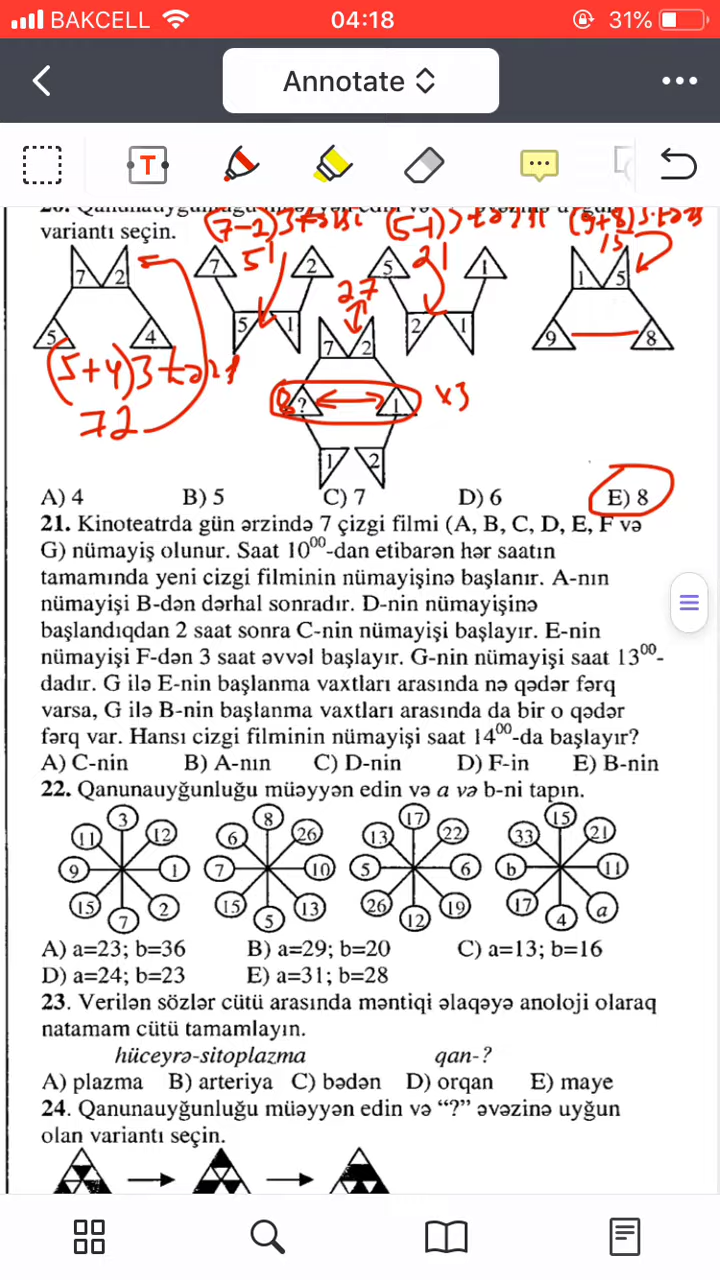 BAKCELL 04:18 31%
Annotate
T
variantı seçin.
(7-2) (5-1)
7 2 7 51 2 5 21 1 1 5 15
27
5 4 5 1 7 2 2 1 9 8
(5+4)3
72
8 ? 1 x3
1 2
A) 4 B) 5 C) 7 D) 6 E) 8
21. Kinoteatrda gün ərzində 7 çizgi filmi (A, B, C, D, E, F və
G) nümayiş olunur. Saat 10⁰⁰-dan etibarən hər saatın
tamamında yeni cizgi filminin nümayişinə başlanır. A-nın
nümayişi B-dən dərhal sonradır. D-nin nümayişinə
başlandıqdan 2 saat sonra C-nin nümayişi başlayır. E-nin
nümayişi F-dən 3 saat əvvəl başlayır. G-nin nümayişi saat 13⁰⁰-
dadır. G ilə E-nin başlanma vaxtları arasında nə qədər fərq
varsa, G ilə B-nin başlanma vaxtları arasında da bir o qədər
fərq var. Hansı cizgi filminin nümayişi saat 14⁰⁰-da başlayır?
A) C-nin B) A-nın C) D-nin D) F-in E) B-nin
22. Qanunauyğunluğu müəyyən edin və a və b-ni tapın.
3 8 17 15
11 12 6 26 13 22 33 21
9 1 7 10 5 6 b 11
15 2 15 13 26 19 17 a
7 5 12 4
A) a=23; b=36 B) a=29; b=20 C) a=13; b=16
D) a=24; b=23 E) a=31; b=28
23. Verilən sözlər cütü arasında məntiqi əlaqəyə anoloji olaraq
natamam cütü tamamlayın.
hüceyrə-sitoplazma qan-?
A) plazma B) arteriya C) bədən D) orqan E) maye
24. Qanunauyğunluğu müəyyən edin və “?” əvəzinə uyğun
olan variantı seçin.